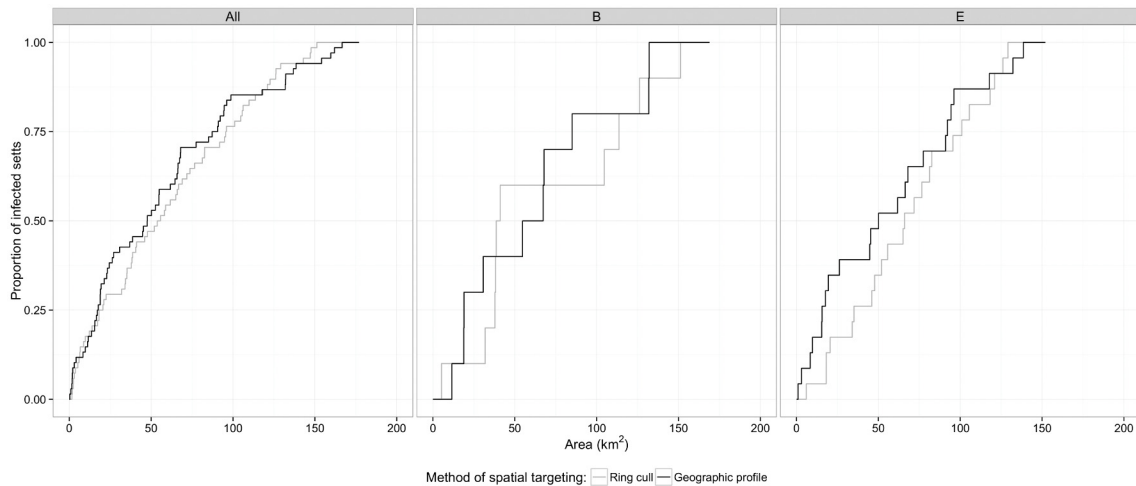 All B E
Proportion of infected setts
1.00
0.75
0.50
0.25
0.00
0 50 100 150 200 0 50 100 150 200 0 50 100 150 200
Area (km²)
Method of spatial targeting: Ring cull Geographic profile